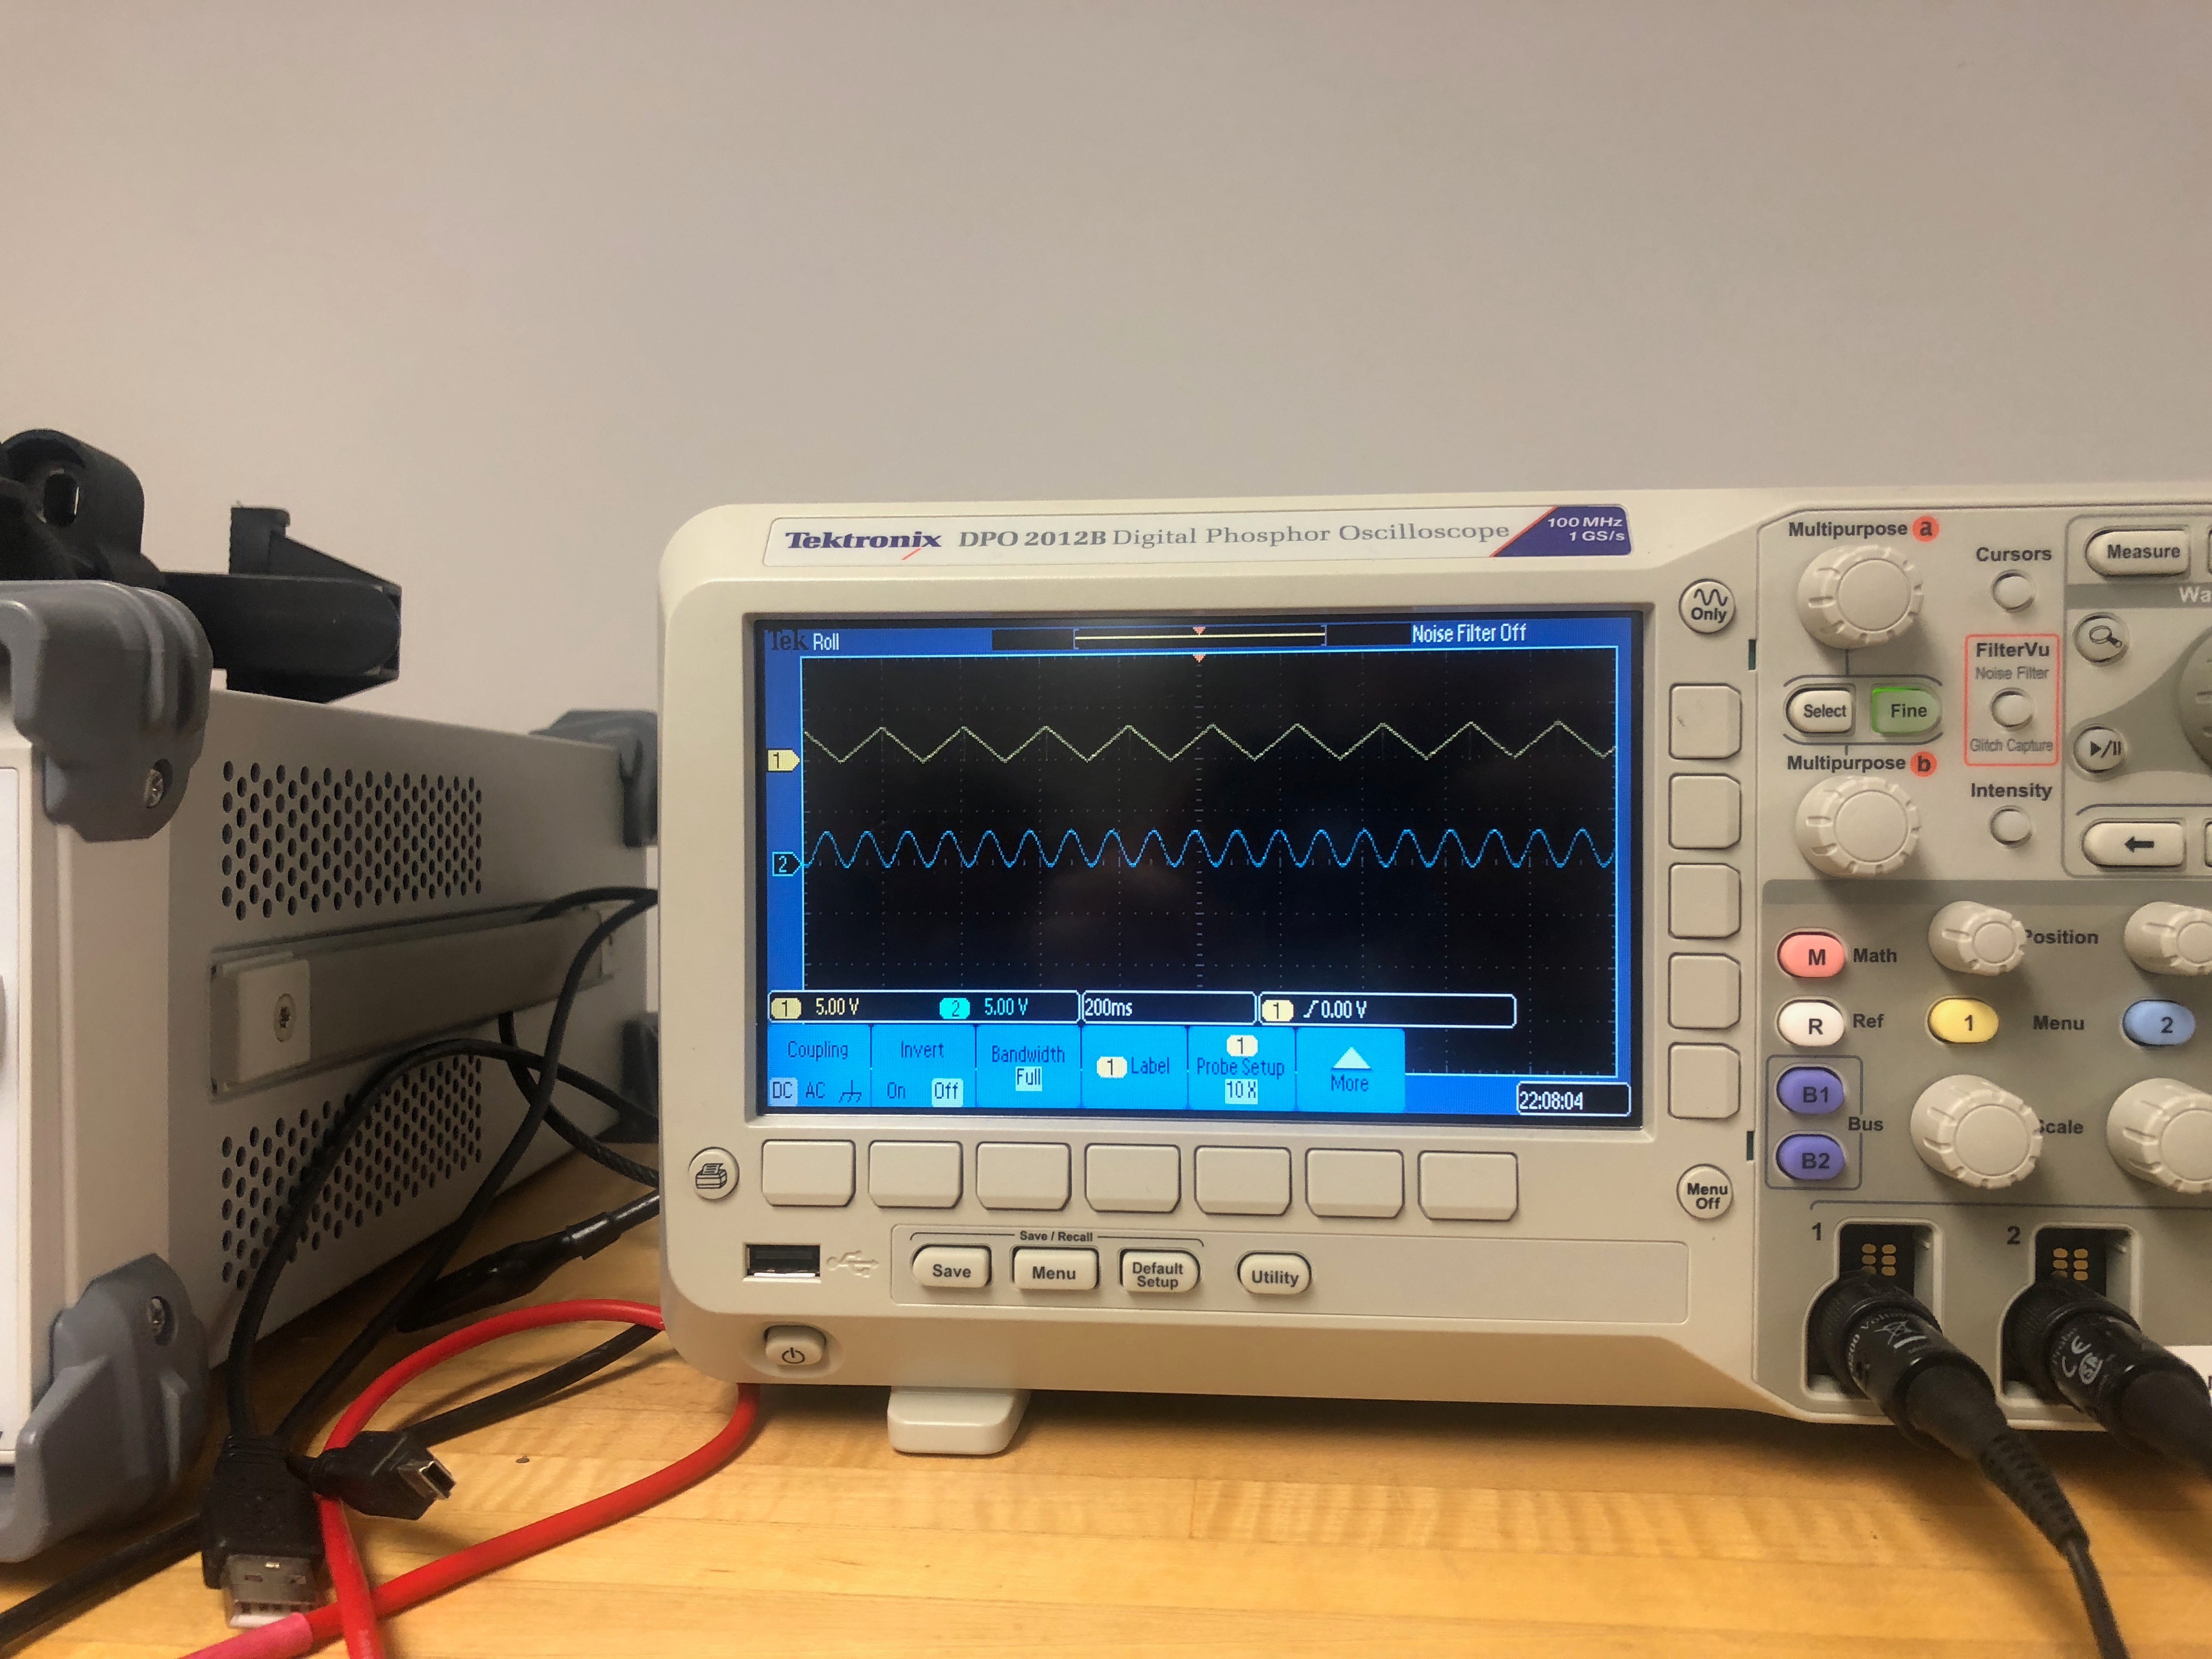 Tektronix DPO 2012B Digital Phosphor Oscilloscope
100 MHz
1 GS/s
Tek Roll
Noise Filter Off
1
2
1 5.00 V
2 5.00 V
200ms
1 0.00 V
Coupling
DC AC
Invert
On Off
Bandwidth
Full
1 Label
1
Probe Setup
10 X
More
22:08:04
Only
Menu
Off
Save / Recall
Save
Menu
Default
Setup
Utility
Multipurpose a
Cursors
Measure
Select
Fine
FilterVu
Noise Filter
Glitch Capture
Multipurpose b
Intensity
M Math
Position
R Ref
1 Menu 2
B1
Bus
B2
1
2
CE